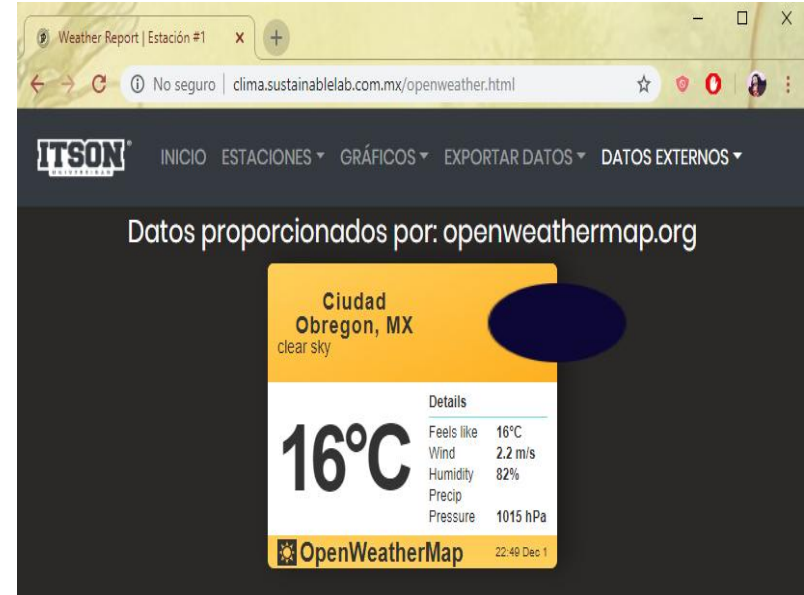 Weather Report | Estación #1
No seguro | clima.sustainablelab.com.mx/openweather.html
ITSON
INICIO ESTACIONES GRÁFICOS EXPORTAR DATOS DATOS EXTERNOS
Datos proporcionados por: openweathermap.org
Ciudad
Obregon, MX
clear sky
16°C
Details
Feels like 16°C
Wind 2.2 m/s
Humidity 82%
Precip
Pressure 1015 hPa
OpenWeatherMap 22:49 Dec 1